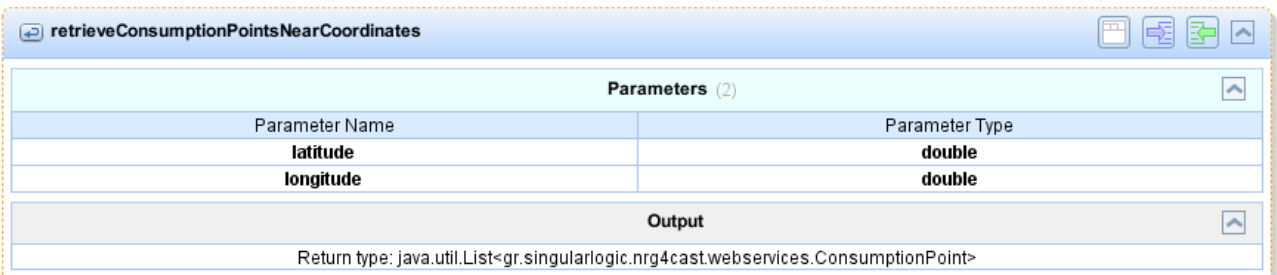 retrieveConsumptionPointsNearCoordinates
Parameters (2)
Parameter Name Parameter Type
latitude double
longitude double
Output
Return type: java.util.List<gr.singularlogic.nrg4cast.webservices.ConsumptionPoint>